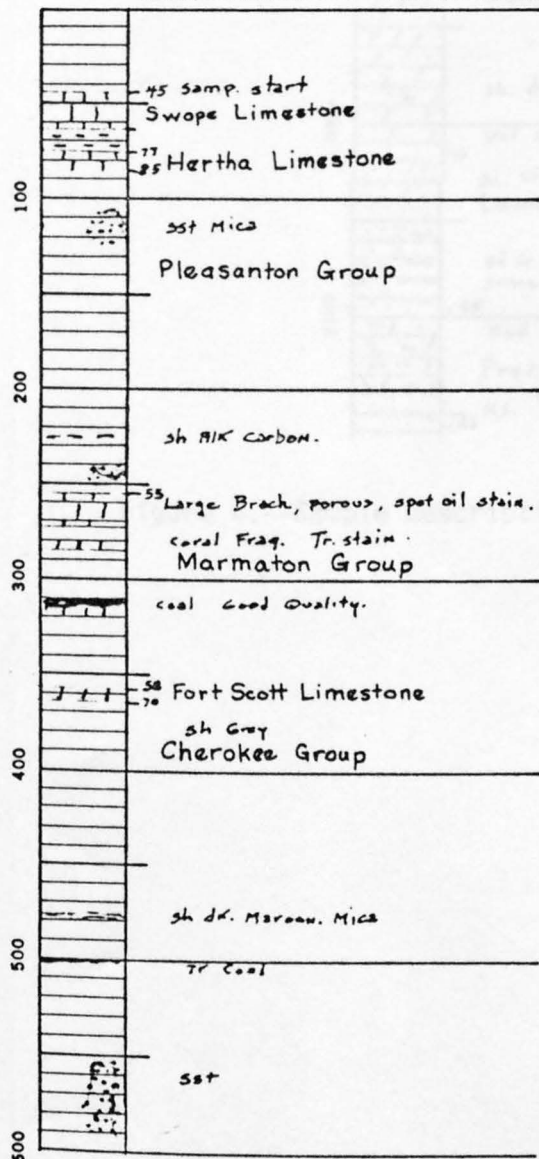 45 samp. start
Swope Limestone
77
85 Hertha Limestone
100
sst Mica
Pleasanton Group
200
sh Blk Carbon.
55 Large Brach, porous, spot oil stain.
coral Frag. Tr. stain.
Marmaton Group
300
Coal Good Quality.
58 Fort Scott Limestone
70
sh Grey
Cherokee Group
400
sh dk. Maroon. Mica
500
Tr Coal
sst